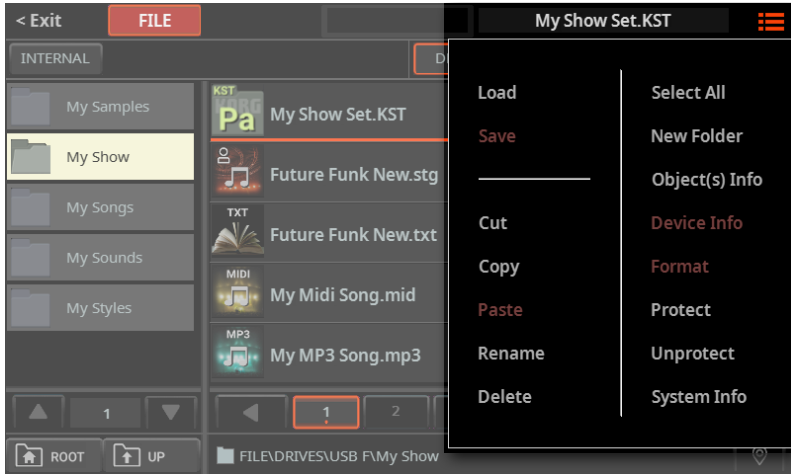 < Exit
FILE
My Show Set.KST
INTERNAL
My Samples
My Show
My Songs
My Sounds
My Styles
KST
KORG
Pa
My Show Set.KST
Future Funk New.stg
TXT
Future Funk New.txt
MIDI
My Midi Song.mid
MP3
My MP3 Song.mp3
Load
Save
Cut
Copy
Paste
Rename
Delete
Select All
New Folder
Object(s) Info
Device Info
Format
Protect
Unprotect
System Info
1
1
2
ROOT
UP
FILE\DRIVES\USB F\My Show